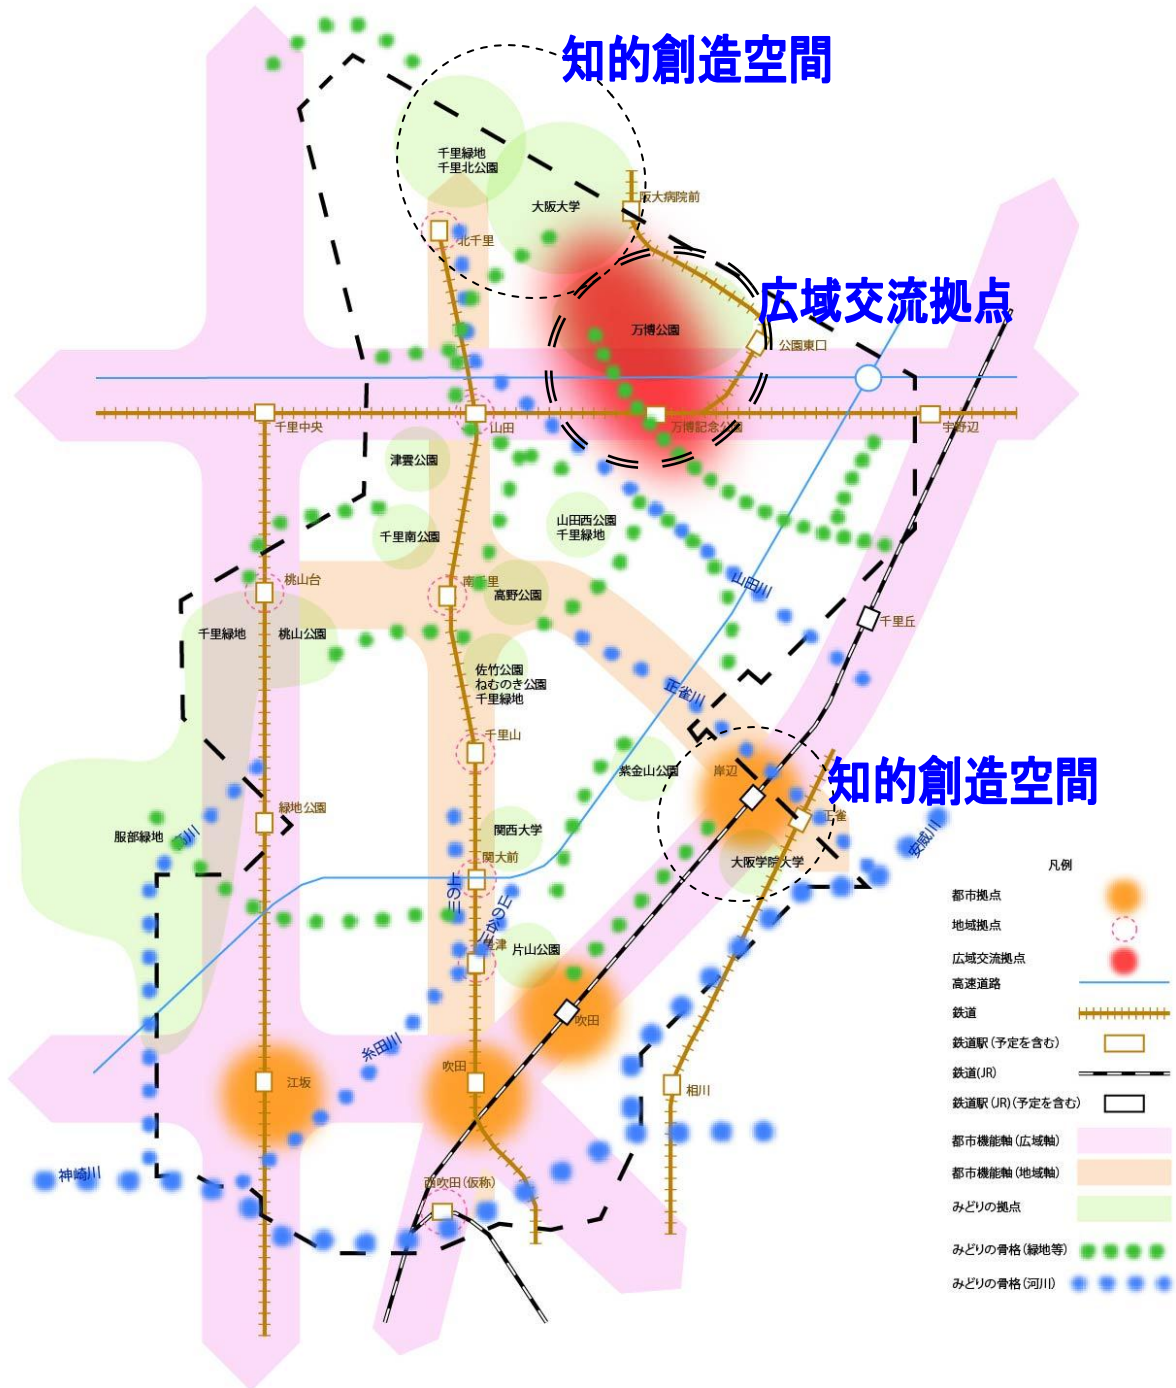 知的創造空間
千里緑地
千里北公園
大阪大学
阪大病院前
北千里
広域交流拠点
万博公園
公園東口
千里中央
山田
万博記念公園
宇野辺
津雲公園
千里南公園
山田西公園
千里緑地
桃山台
南千里
高野公園
山田川
千里丘
千里緑地
桃山公園
佐竹公園
ねむのき公園
千里緑地
正雀川
千里山
紫金山公園
岸辺
知的創造空間
緑地公園
服部緑地
関西大学
正雀
安威川
関大前
大阪学院大学
片山公園
豊津
吹田
糸田川
江坂
吹田
相川
神崎川
西吹田(仮称)
凡例
都市拠点
地域拠点
広域交流拠点
高速道路
鉄道
鉄道駅(予定を含む)
鉄道(JR)
鉄道駅(JR)(予定を含む)
都市機能軸(広域軸)
都市機能軸(地域軸)
みどりの拠点
みどりの骨格(緑地等)
みどりの骨格(河川)